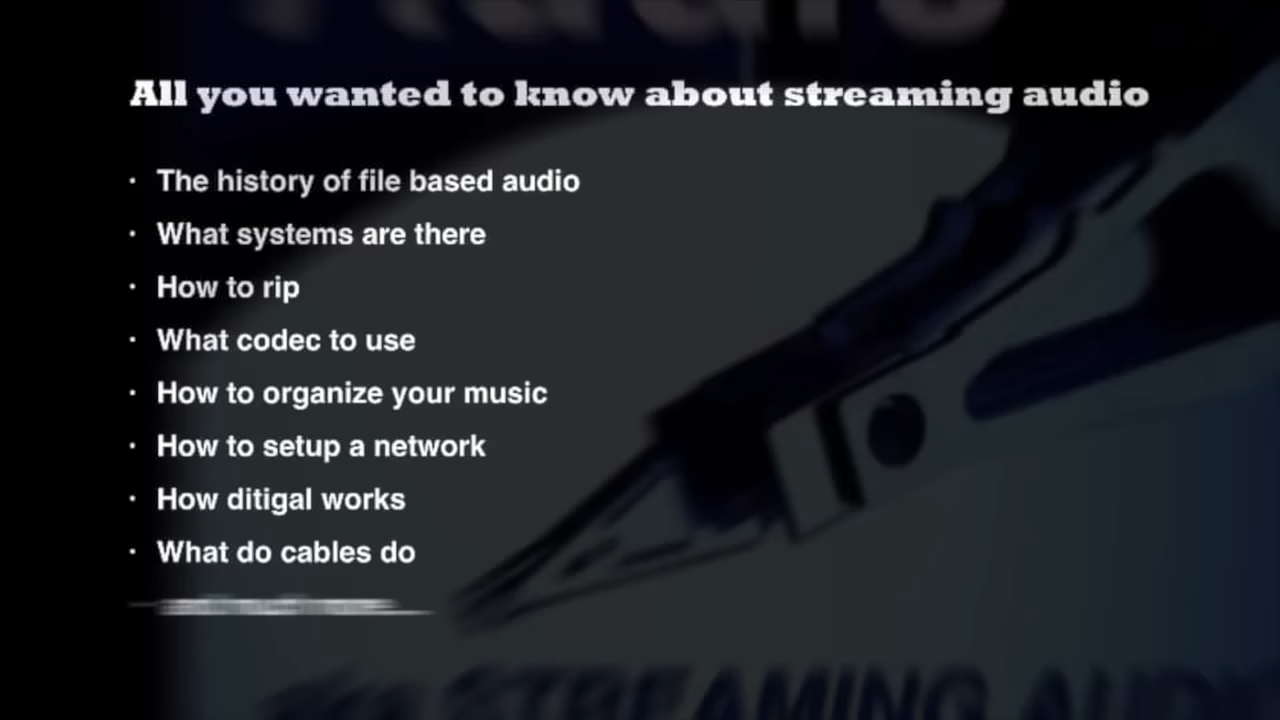 All you wanted to know about streaming audio
· The history of file based audio
· What systems are there
· How to rip
· What codec to use
· How to organize your music
· How to setup a network
· How ditigal works
· What do cables do
STREAMING AUDI